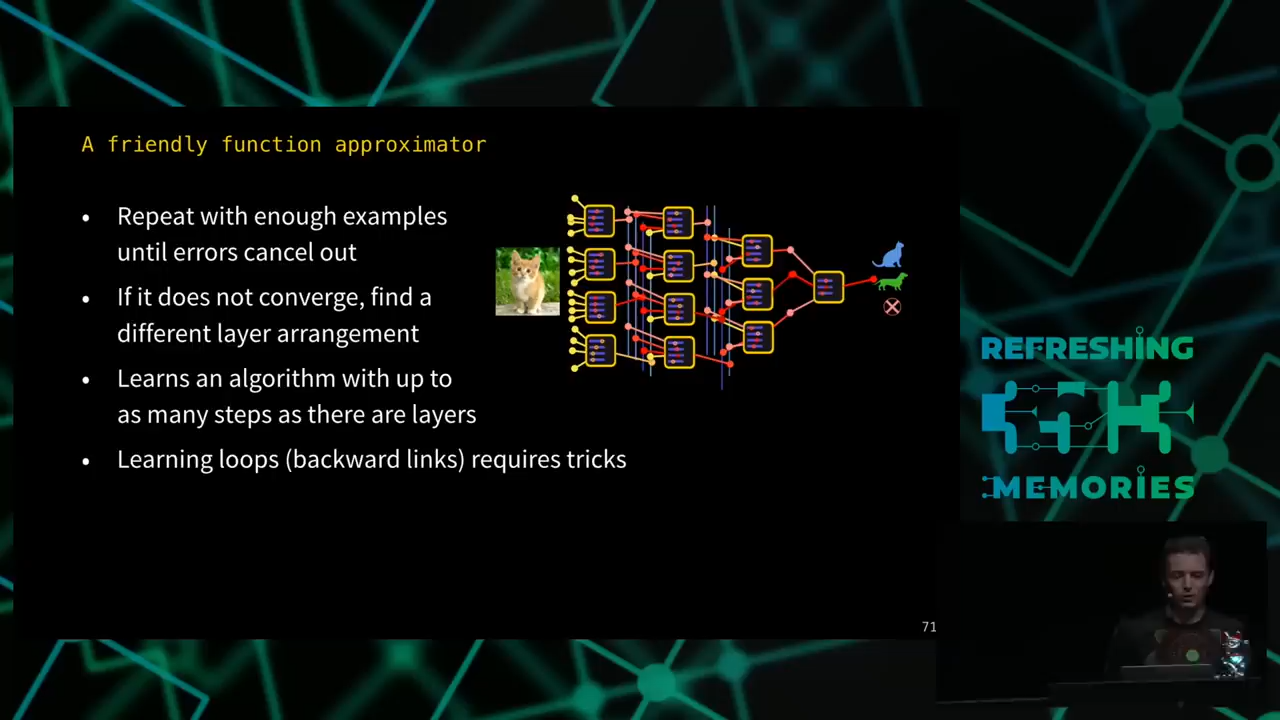 A friendly function approximator
• Repeat with enough examples
until errors cancel out
• If it does not converge, find a
different layer arrangement
• Learns an algorithm with up to
as many steps as there are layers
• Learning loops (backward links) requires tricks
71
REFRESHING
MEMORIES